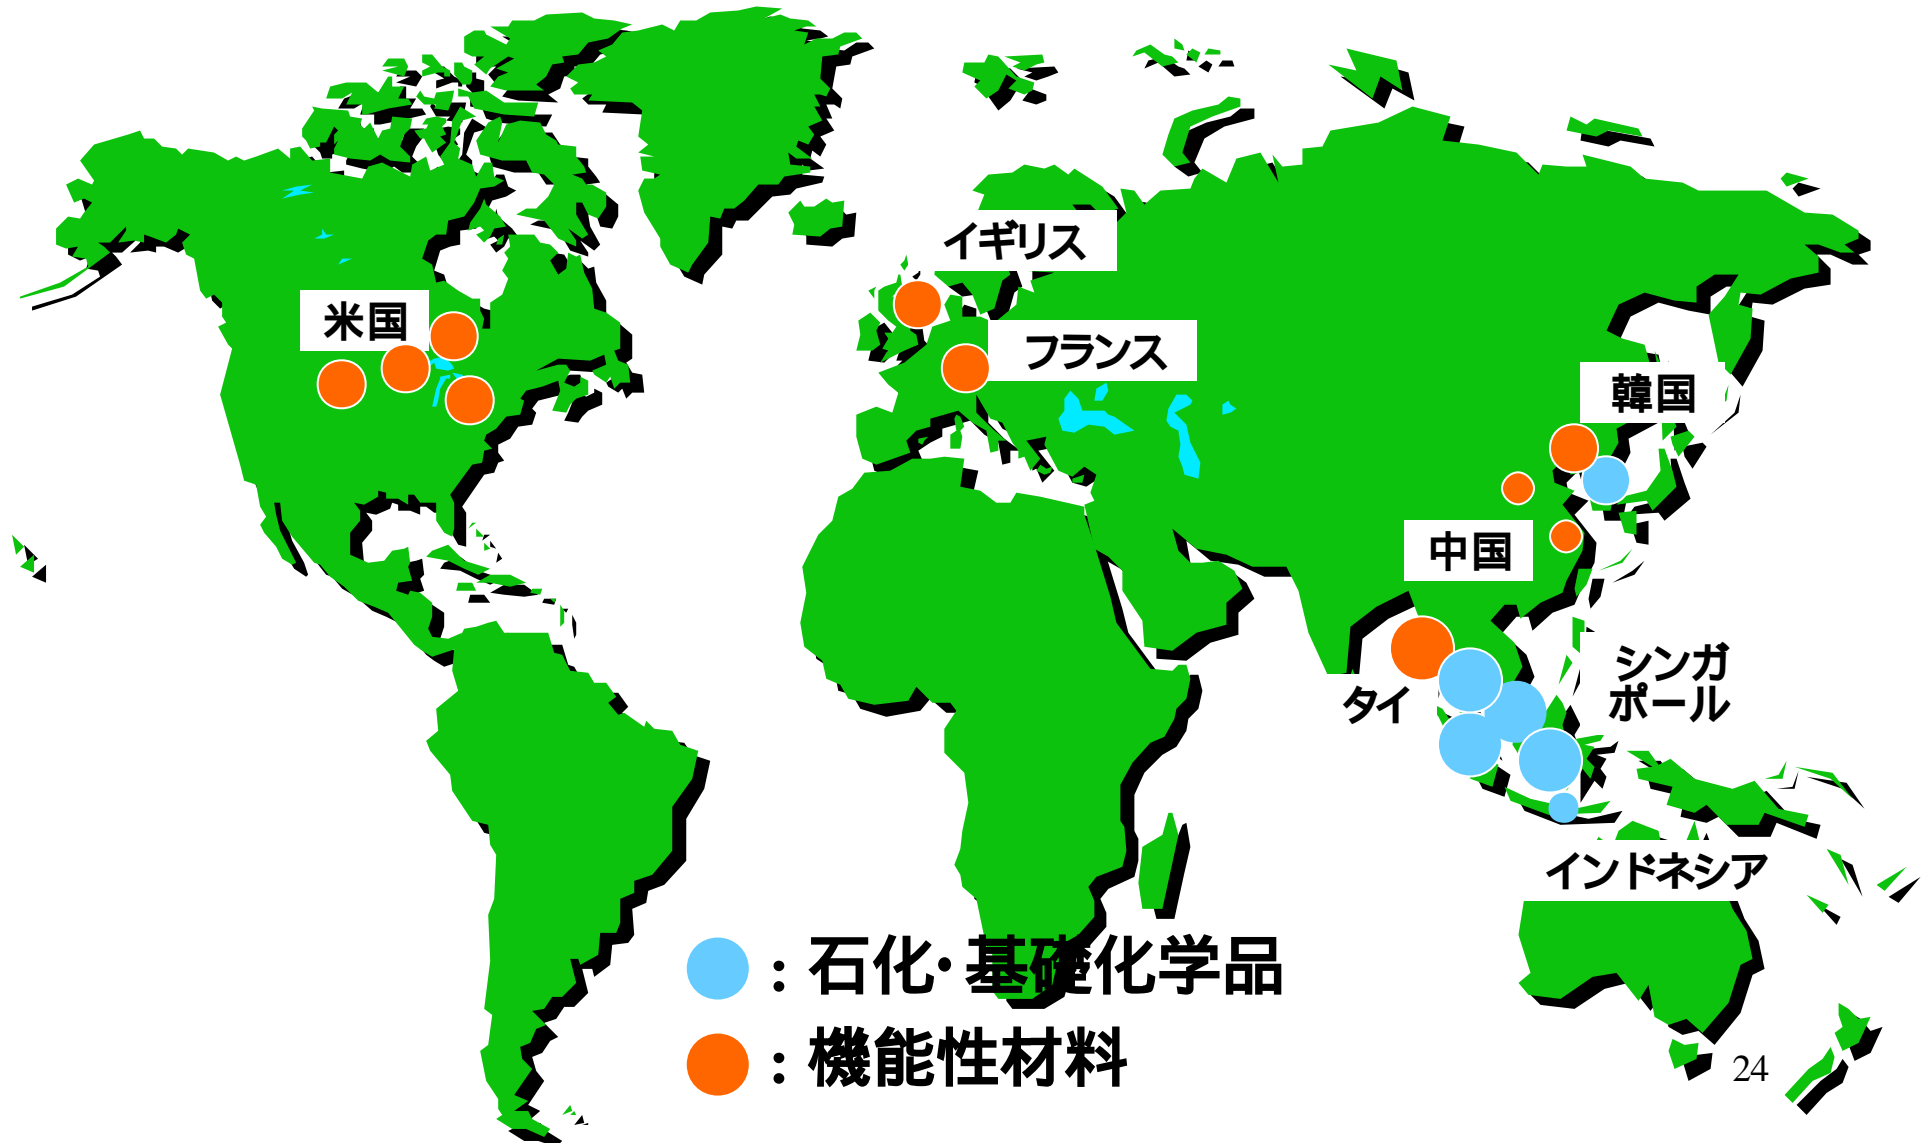 イギリス
米国
フランス
韓国
中国
シンガ
ポール
タイ
インドネシア
：石化・基礎化学品
：機能性材料
24